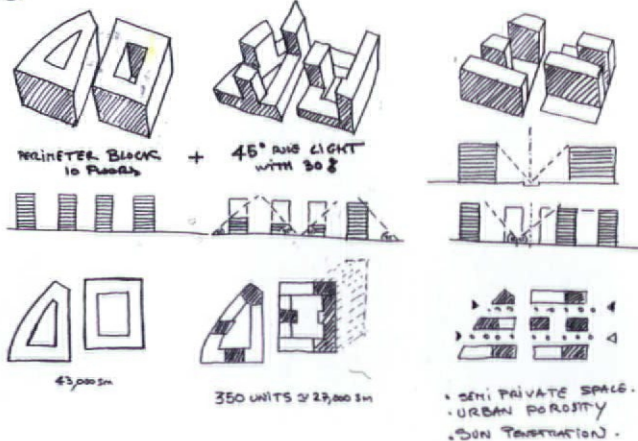 PERIMETER BLOCK
10 FLOORS
+
45° RULE LIGHT
WITH 30%
43,000 sm
350 UNITS ≃ 27,000 sm
• SEMI PRIVATE SPACE.
• URBAN POROSITY
• SUN PENETRATION.